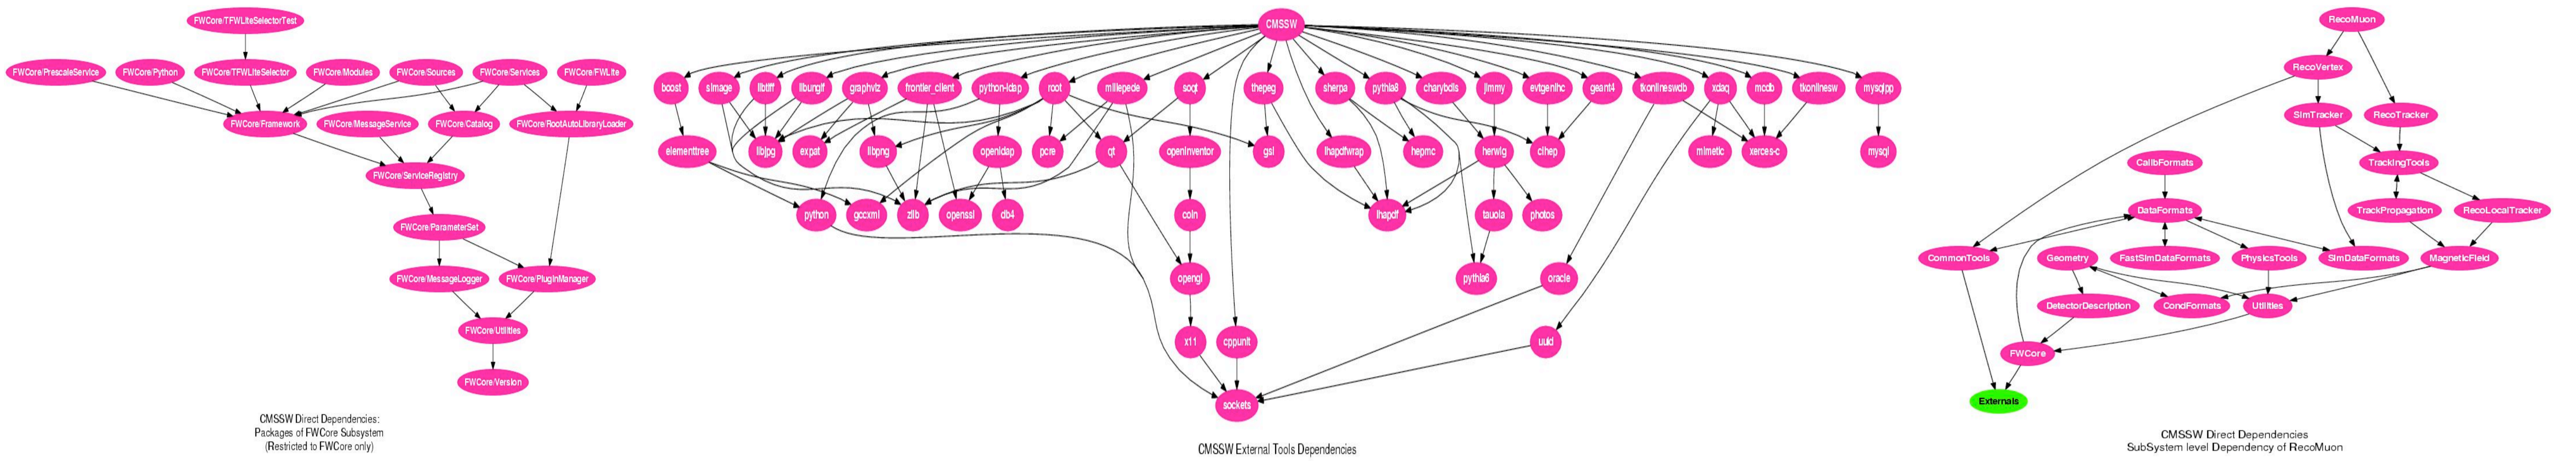 FWCore/TFWLiteSelectorTest
FWCore/PrescaleService
FWCore/Python
FWCore/TFWLiteSelector
FWCore/Modules
FWCore/Sources
FWCore/Services
FWCore/FWLite
FWCore/Framework
FWCore/MessageService
FWCore/Catalog
FWCore/RootAutoLibraryLoader
FWCore/ServiceRegistry
FWCore/ParameterSet
FWCore/MessageLogger
FWCore/PluginManager
FWCore/Utilities
FWCore/Version
CMSSW Direct Dependencies:
Packages of FWCore Subsystem
(Restricted to FWCore only)
CMSSW
boost
simage
libtiff
libungif
graphviz
frontier_client
python-ldap
root
millepede
soqt
thepeg
sherpa
pythia8
charybdis
jimmy
evtgenlhc
geant4
tkonlineswdb
xdaq
mcdb
tkonlinesw
mysqlpp
elementtree
libjpg
expat
libpng
openldap
pcre
qt
openinventor
gsl
lhapdfwrap
hepmc
herwig
clhep
mimetic
xerces-c
mysql
python
gccxml
zlib
openssl
db4
coin
lhapdf
tauola
photos
opengl
pythia6
oracle
x11
cppunit
uuid
sockets
CMSSW External Tools Dependencies
RecoMuon
RecoVertex
SimTracker
RecoTracker
CalibFormats
TrackingTools
DataFormats
TrackPropagation
RecoLocalTracker
CommonTools
Geometry
FastSimDataFormats
PhysicsTools
SimDataFormats
MagneticField
DetectorDescription
CondFormats
Utilities
FWCore
Externals
CMSSW Direct Dependencies
SubSystem level Dependency of RecoMuon